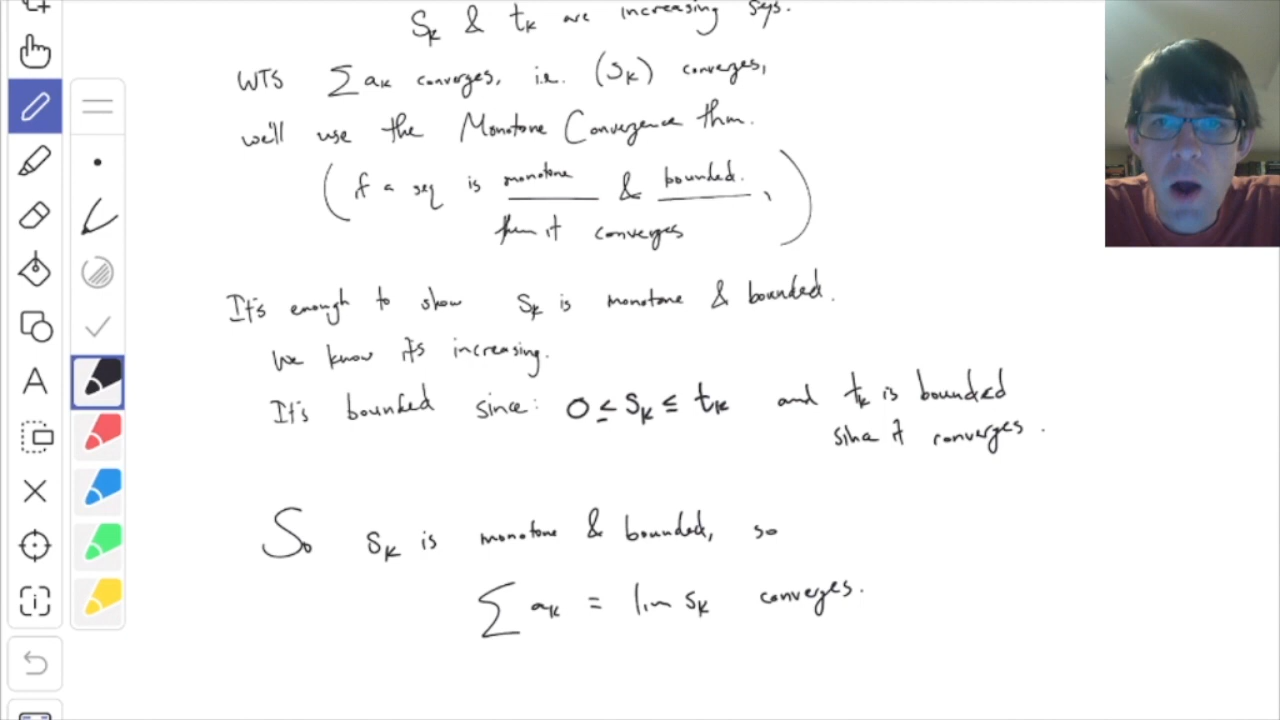 Sk & tk are increasing sqs.
WTS ∑ ak converges, i.e. (Sk) converges,
we'll use the Monotone Convergence thm.
(if a seq is monotone & bounded,
then it converges)
It's enough to show Sk is monotone & bounded.
We know it's increasing.
It's bounded since: 0 ≤ Sk ≤ tk and tk is bounded
since it converges.
So Sk is monotone & bounded, so
∑ ak = lim Sk converges.